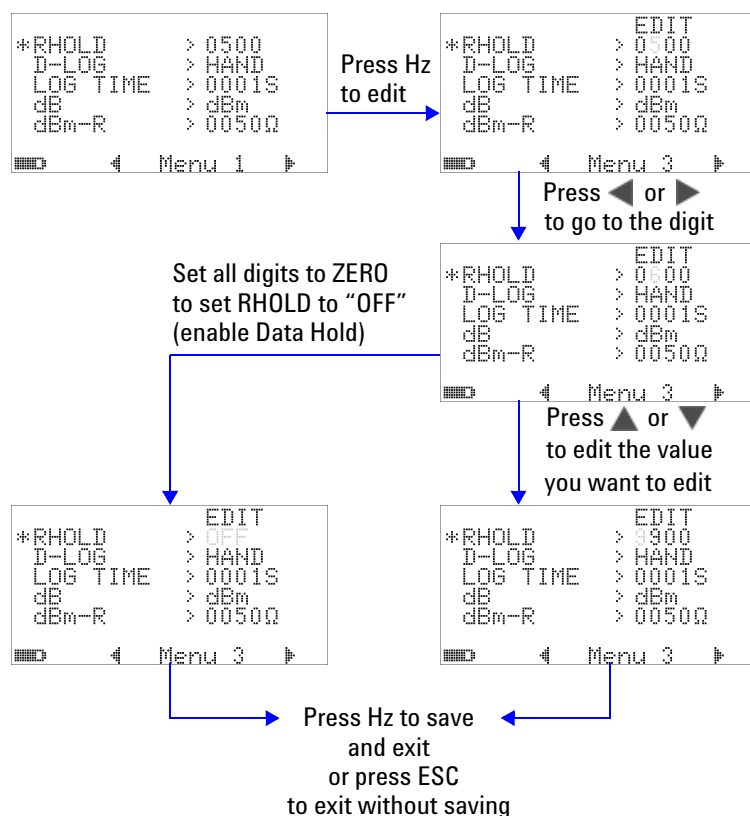 *RHOLD > 0500
D-LOG > HAND
LOG TIME > 0001S
dB > dBm
dBm-R > 0050Ω
Menu 1
Press Hz
to edit
EDIT
*RHOLD > 0500
D-LOG > HAND
LOG TIME > 0001S
dB > dBm
dBm-R > 0050Ω
Menu 3
Press ◀ or ▶
to go to the digit
EDIT
*RHOLD > 0600
D-LOG > HAND
LOG TIME > 0001S
dB > dBm
dBm-R > 0050Ω
Menu 3
Set all digits to ZERO
to set RHOLD to “OFF”
(enable Data Hold)
Press ▲ or ▼
to edit the value
you want to edit
EDIT
*RHOLD > OFF
D-LOG > HAND
LOG TIME > 0001S
dB > dBm
dBm-R > 0050Ω
Menu 3
EDIT
*RHOLD > 9900
D-LOG > HAND
LOG TIME > 0001S
dB > dBm
dBm-R > 0050Ω
Menu 3
Press Hz to save
and exit
or press ESC
to exit without saving